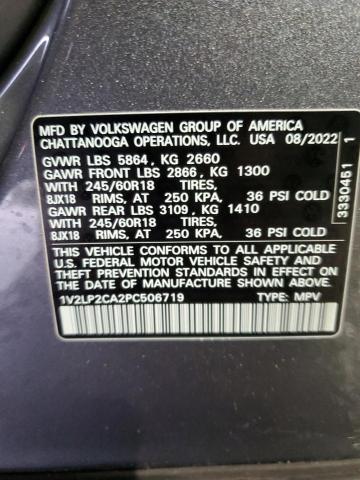 MFD BY VOLKSWAGEN GROUP OF AMERICA
CHATTANOOGA OPERATIONS, LLC. USA 08/2022
GVWR LBS 5864, KG 2660
GAWR FRONT LBS 2866, KG 1300
WITH 245/60R18 TIRES,
8JX18 RIMS, AT 250 KPA, 36 PSI COLD
GAWR REAR LBS 3109, KG 1410
WITH 245/60R18 TIRES,
8JX18 RIMS, AT 250 KPA, 36 PSI COLD
THIS VEHICLE CONFORMS TO ALL APPLICABLE
U.S. FEDERAL MOTOR VEHICLE SAFETY AND
THEFT PREVENTION STANDARDS IN EFFECT ON
THE DATE OF MANUFACTURE SHOWN ABOVE.
1V2LP2CA2PC506719 TYPE: MPV
3330451 1